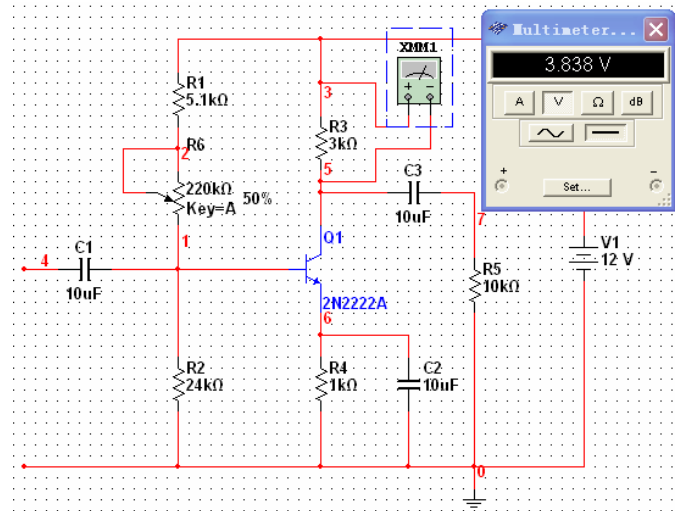 Multimeter...
3.838 V
A
V
Ω
dB
+
Set...
−
XMM1
+ −
R1
5.1kΩ
3
R3
3kΩ
2
R6
220kΩ
Key=A
50%
5
C3
10uF
7
1
Q1
2N2222A
4
C1
10uF
R5
10kΩ
V1
12 V
6
R2
24kΩ
R4
1kΩ
C2
10uF
0